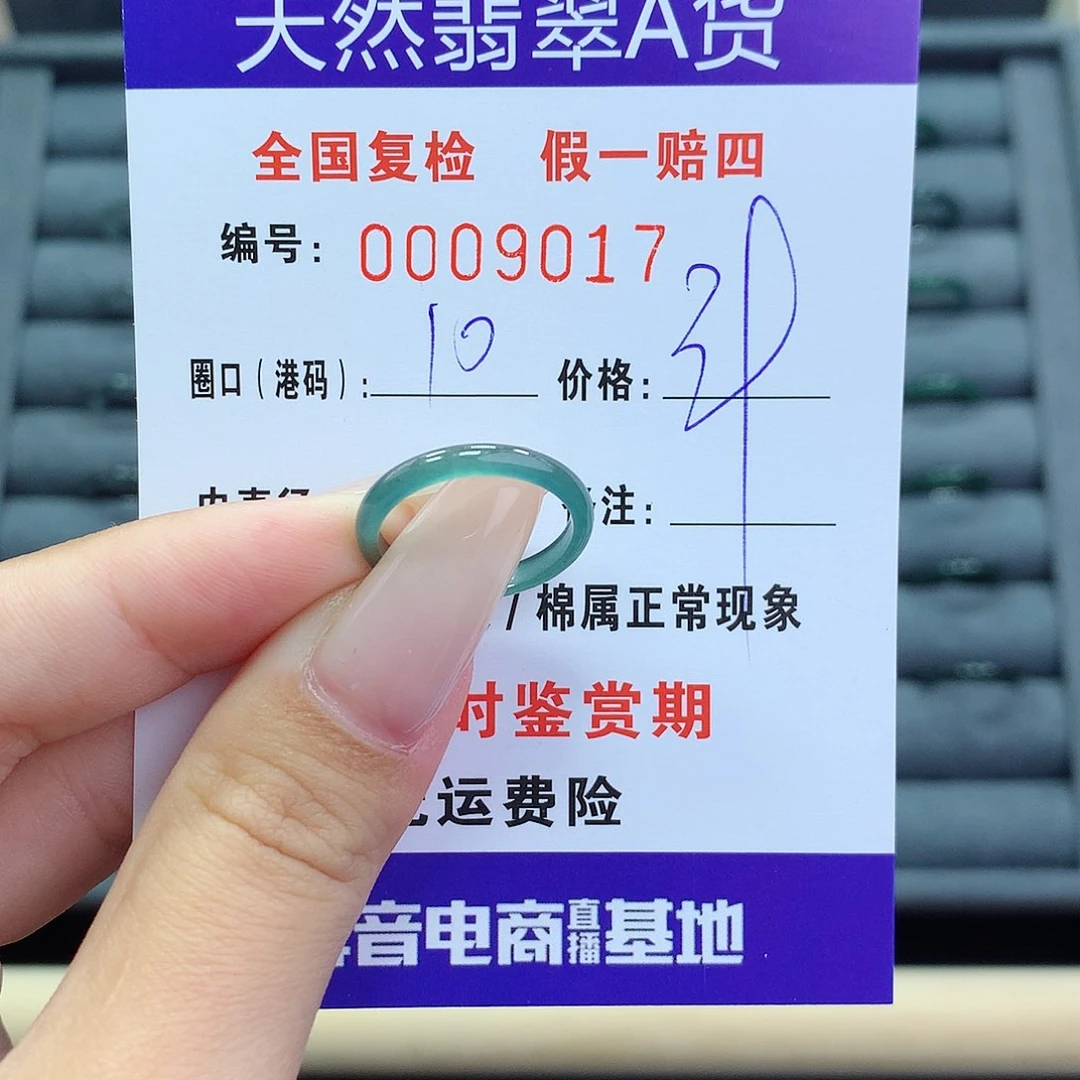 天然翡翠A货
全国复检 假一赔四
编号: 0009017
圈口(港码): 10 价格:
注:
/棉属正常现象
时鉴赏期
运费险
音电商直播基地